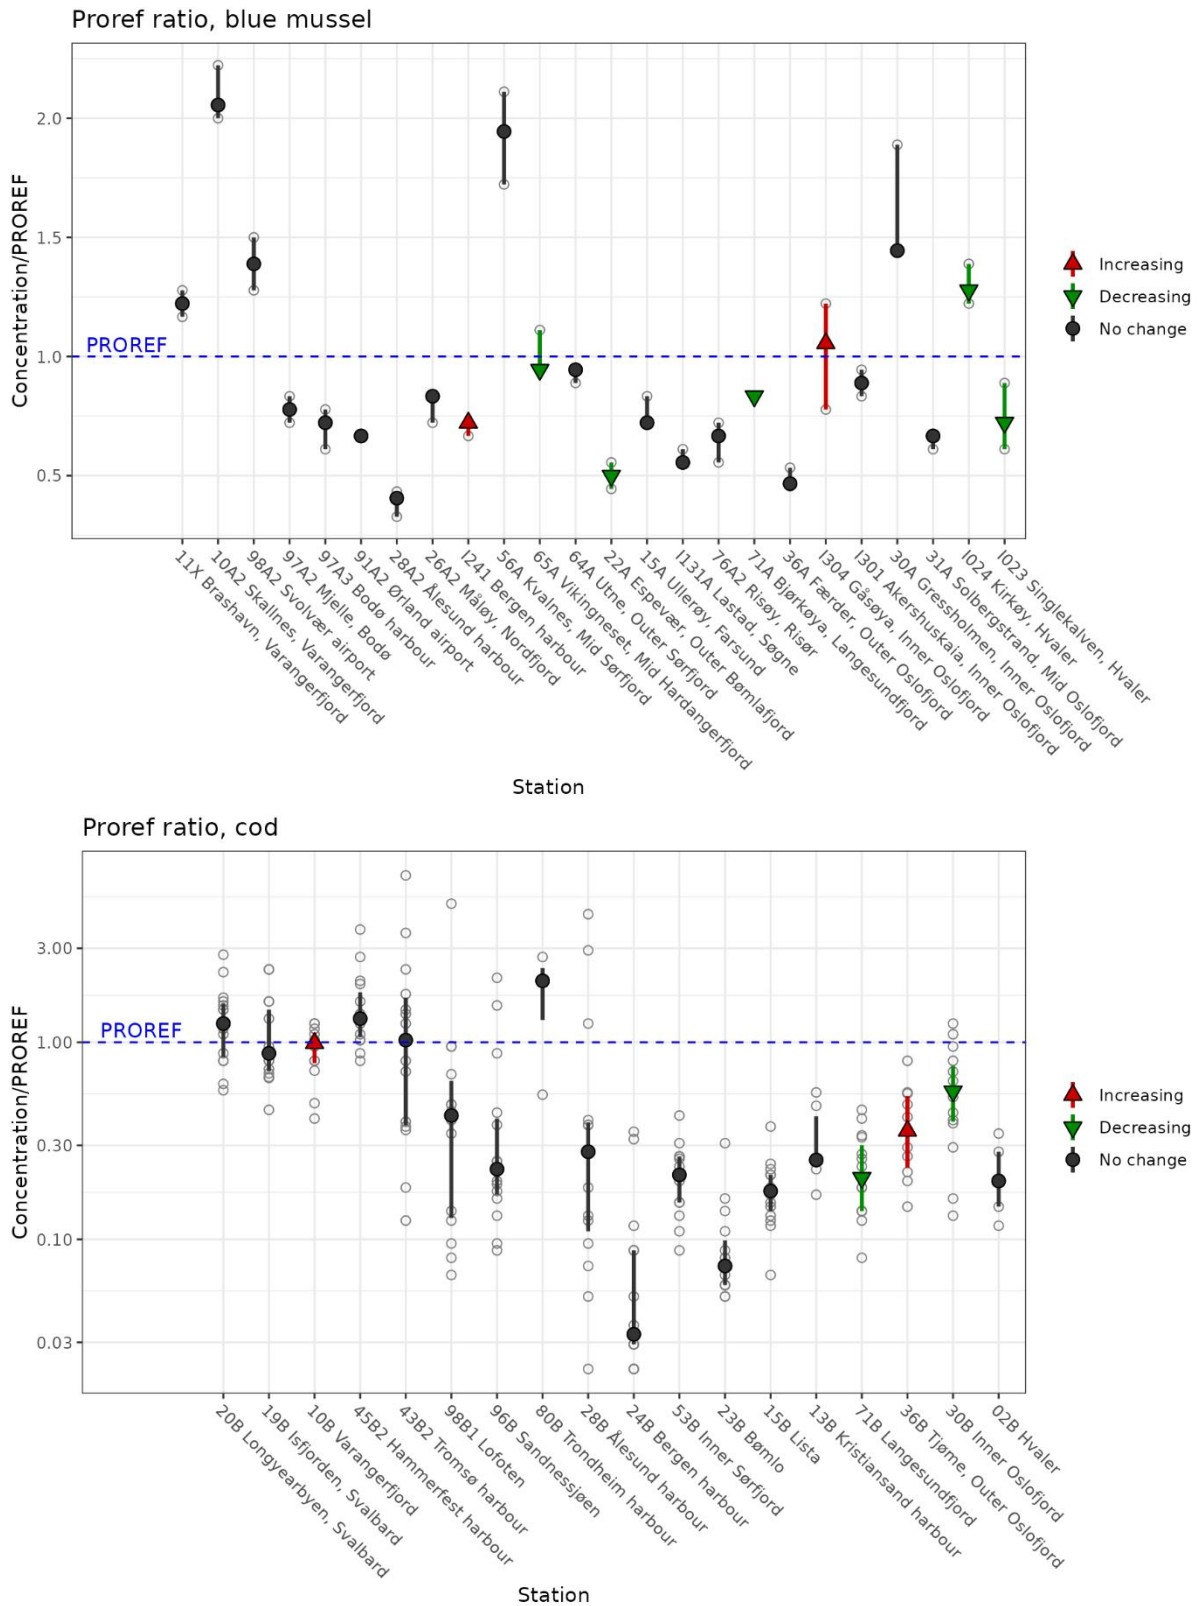 Proref ratio, blue mussel
Concentration/PROREF
2.0
1.5
1.0
0.5
PROREF
Increasing
Decreasing
No change
11X Brashavn, Varangerfjord
10A2 Skallnes, Varangerfjord
98A2 Svolvær airport
97A2 Mjelle, Bodø
97A3 Bodø harbour
91A2 Ørland airport
28A2 Ålesund harbour
26A2 Måløy, Nordfjord
I241 Bergen harbour
56A Kvalnes, Mid Sørfjord
65A Vikingneset, Mid Hardangerfjord
64A Utne, Outer Sørfjord
22A Espevær, Outer Bømlafjord
15A Ullerøy, Farsund
I131A Lastad, Søgne
76A2 Risøy, Risør
71A Bjørkøya, Langesundfjord
36A Færder, Outer Oslofjord
I304 Gåsøya, Inner Oslofjord
I301 Akershuskaia, Inner Oslofjord
30A Gressholmen, Inner Oslofjord
31A Solbergstrand, Mid Oslofjord
I024 Kirkøy, Hvaler
I023 Singlekalven, Hvaler
Station
Proref ratio, cod
Concentration/PROREF
3.00
1.00
0.30
0.10
0.03
PROREF
Increasing
Decreasing
No change
20B Longyearbyen, Svalbard
19B Isfjorden, Svalbard
10B Varangerfjord
45B2 Hammerfest harbour
43B2 Tromsø harbour
98B1 Lofoten
96B Sandnessjøen
80B Trondheim harbour
28B Ålesund harbour
24B Bergen harbour
53B Inner Sørfjord
23B Bømlo
15B Lista
13B Kristiansand harbour
71B Langesundfjord
36B Tjøme, Outer Oslofjord
30B Inner Oslofjord
02B Hvaler
Station